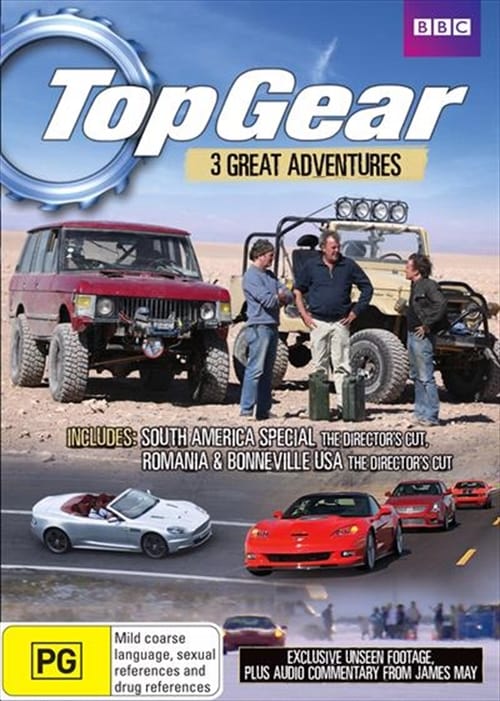 BBC
TopGear
3 GREAT ADVENTURES
INCLUDES: SOUTH AMERICA SPECIAL THE DIRECTOR'S CUT,
ROMANIA & BONNEVILLE USA THE DIRECTOR'S CUT
PG
Mild coarse
language, sexual
references and
drug references
EXCLUSIVE UNSEEN FOOTAGE,
PLUS AUDIO COMMENTARY FROM JAMES MAY